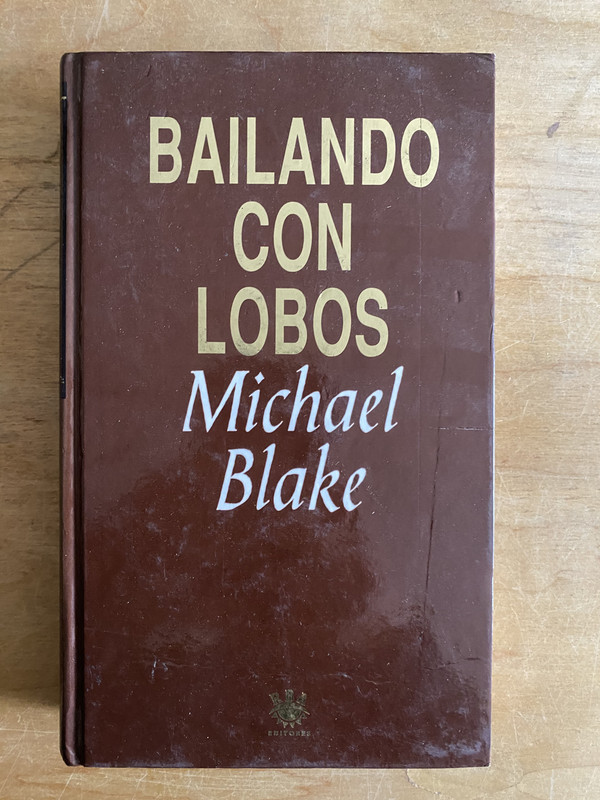 BAILANDO
CON
LOBOS
Michael
Blake
EDITORES